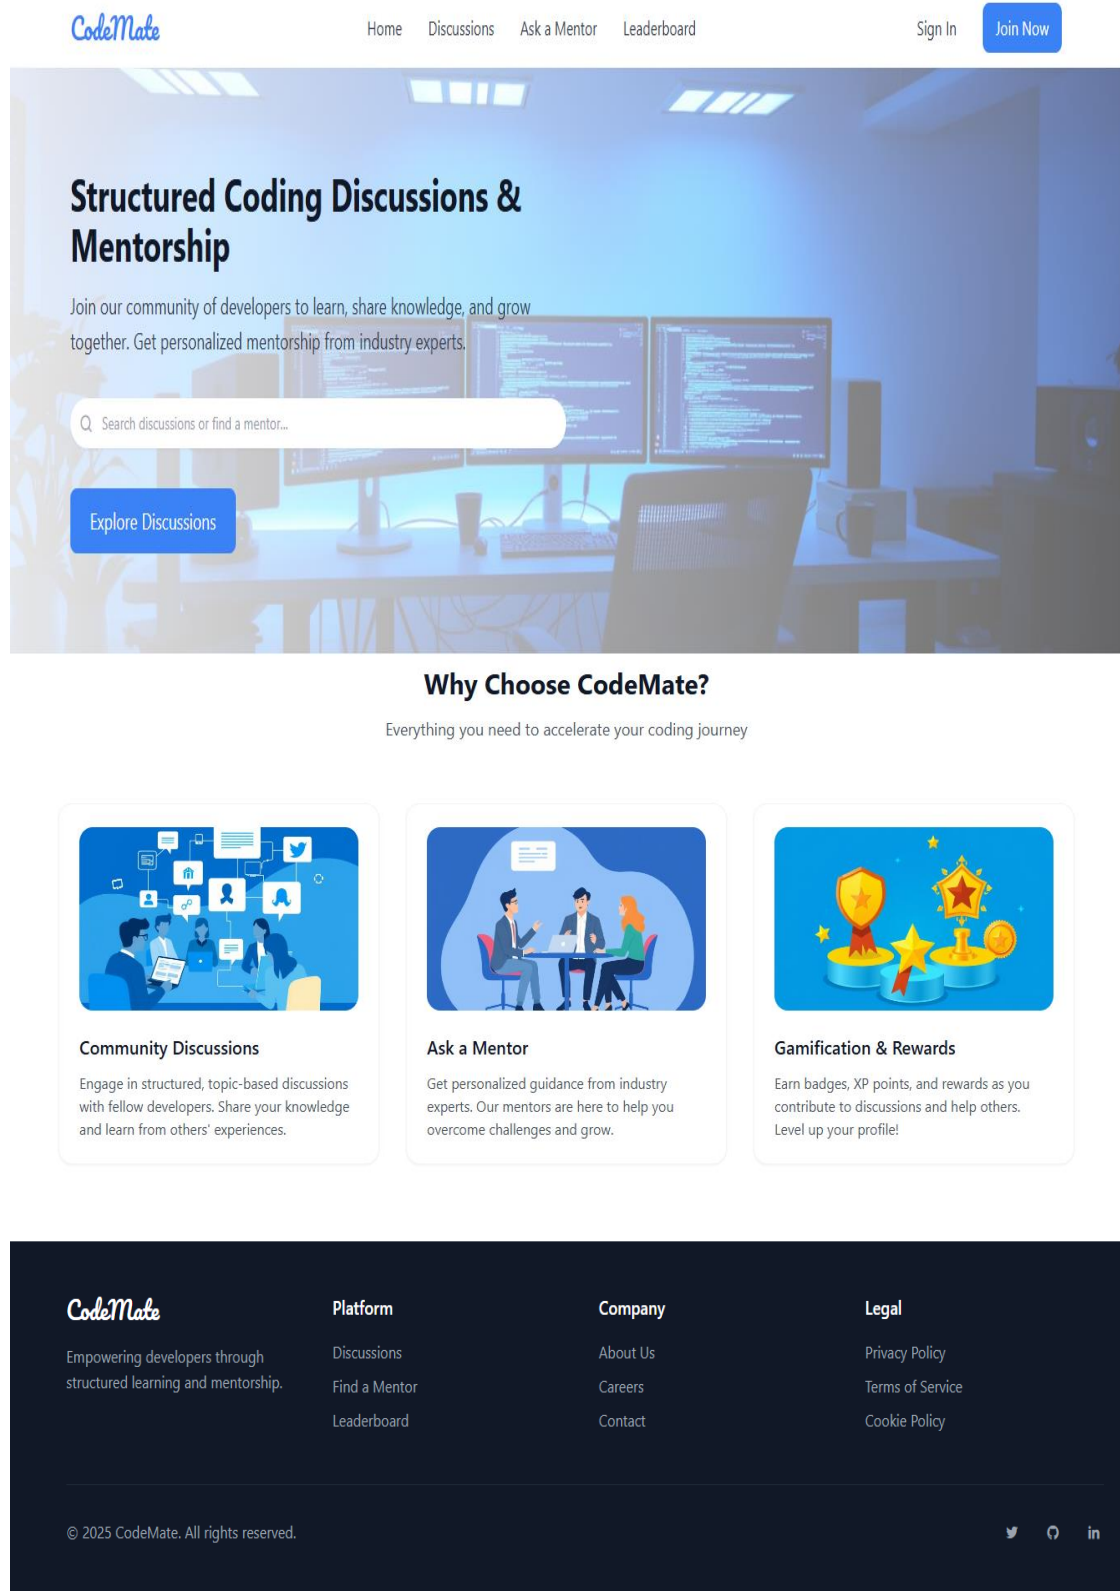 CodeMate
Home Discussions Ask a Mentor Leaderboard
Sign In Join Now
Structured Coding Discussions &
Mentorship
Join our community of developers to learn, share knowledge, and grow
together. Get personalized mentorship from industry experts.
Search discussions or find a mentor...
Explore Discussions
Why Choose CodeMate?
Everything you need to accelerate your coding journey
Community Discussions
Engage in structured, topic-based discussions
with fellow developers. Share your knowledge
and learn from others' experiences.
Ask a Mentor
Get personalized guidance from industry
experts. Our mentors are here to help you
overcome challenges and grow.
Gamification & Rewards
Earn badges, XP points, and rewards as you
contribute to discussions and help others.
Level up your profile!
CodeMate
Empowering developers through
structured learning and mentorship.
Platform
Discussions
Find a Mentor
Leaderboard
Company
About Us
Careers
Contact
Legal
Privacy Policy
Terms of Service
Cookie Policy
© 2025 CodeMate. All rights reserved.